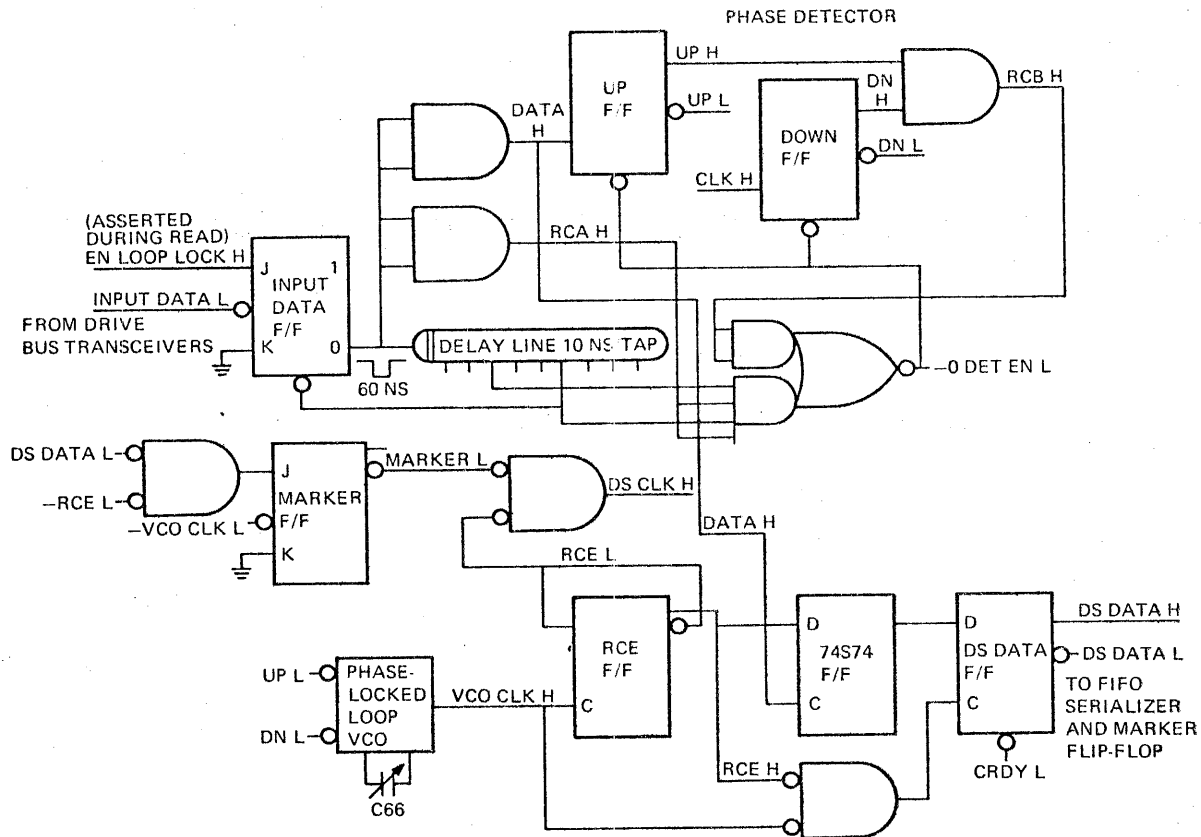 PHASE DETECTOR
UP H
UP
F/F
UP L
DN
H
RCB H
DATA
H
DOWN
F/F
DN L
CLK H
(ASSERTED
DURING READ)
EN LOOP LOCK H
RCA H
J
1
INPUT
DATA
F/F
INPUT DATA L
FROM DRIVE
BUS TRANSCEIVERS
K
0
DELAY LINE 10 NS TAP
60 NS
—0 DET EN L
DS DATA L
J
MARKER L
MARKER
F/F
DS CLK H
—RCE L
—VCO CLK L
K
DATA H
RCE L
RCE
F/F
C
D
74S74
F/F
C
D
DS DATA
F/F
C
DS DATA H
DS DATA L
TO FIFO
SERIALIZER
AND MARKER
FLIP-FLOP
UP L
PHASE-
LOCKED
LOOP
VCO
VCO CLK H
DN L
RCE H
CRDY L
C66